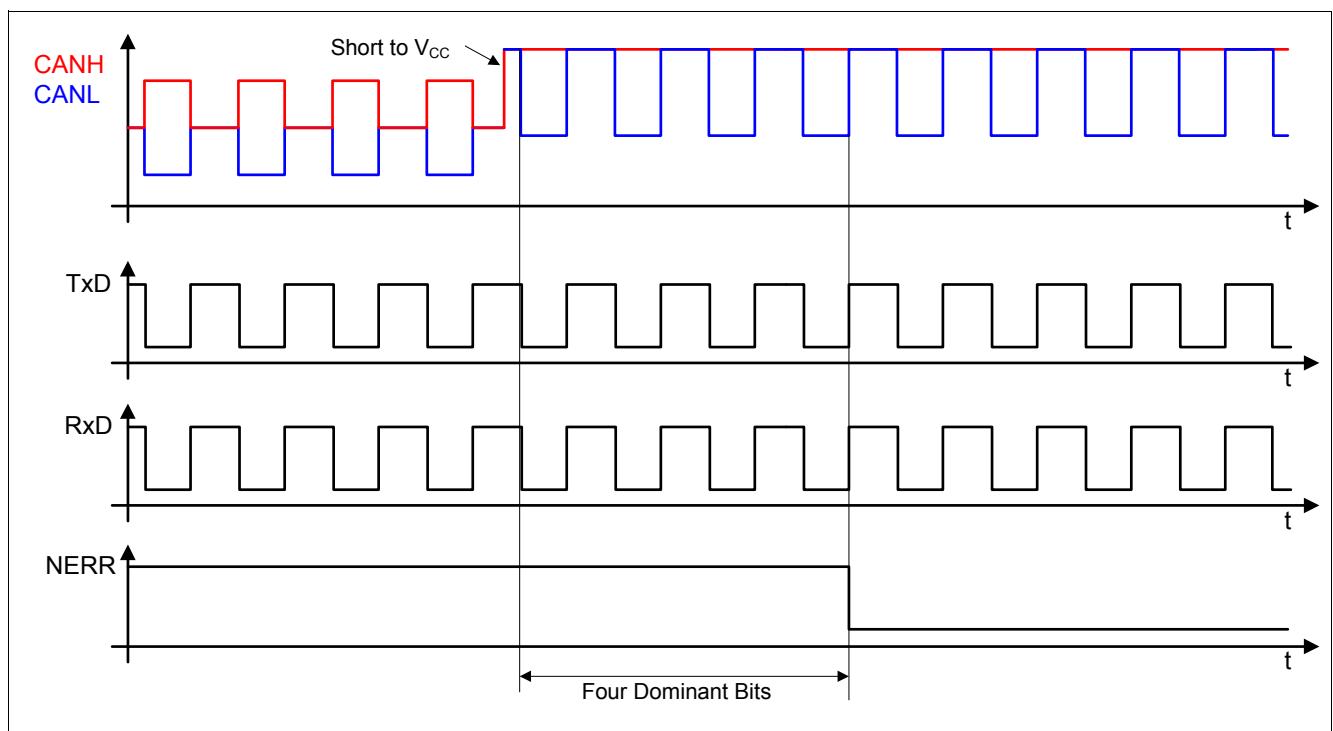 Short to VCC
CANH
CANL
t
TxD
t
RxD
t
NERR
t
Four Dominant Bits